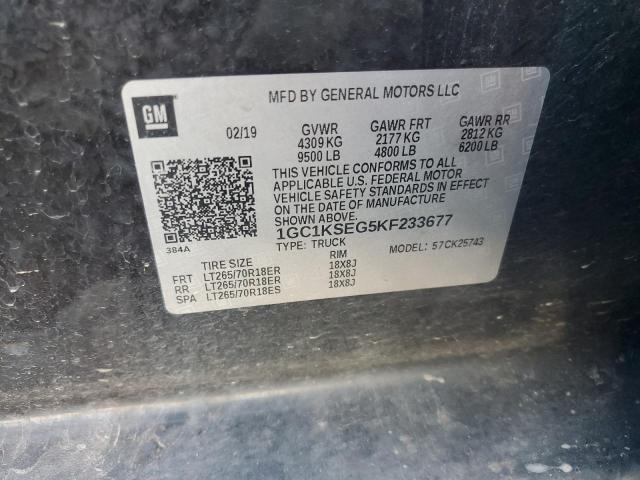 GM
MFD BY GENERAL MOTORS LLC
02/19 GVWR GAWR FRT GAWR RR
4309 KG 2177 KG 2812 KG
9500 LB 4800 LB 6200 LB
THIS VEHICLE CONFORMS TO ALL
APPLICABLE U.S. FEDERAL MOTOR
VEHICLE SAFETY STANDARDS IN EFFECT
ON THE DATE OF MANUFACTURE
SHOWN ABOVE.
1GC1KSEG5KF233677
384A
TYPE: TRUCK MODEL: 57CK25743
TIRE SIZE RIM
FRT LT265/70R18ER 18X8J
RR LT265/70R18ER 18X8J
SPA LT265/70R18ES 18X8J